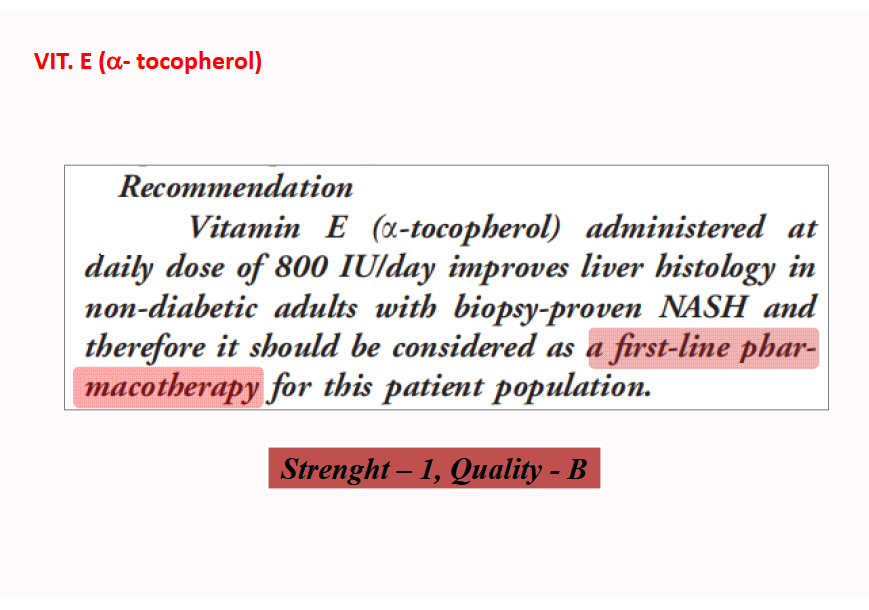 VIT. E (α- tocopherol)
Recommendation
Vitamin E (α-tocopherol) administered at
daily dose of 800 IU/day improves liver histology in
non-diabetic adults with biopsy-proven NASH and
therefore it should be considered as a first-line phar-
macotherapy for this patient population.
Strenght – 1, Quality - B